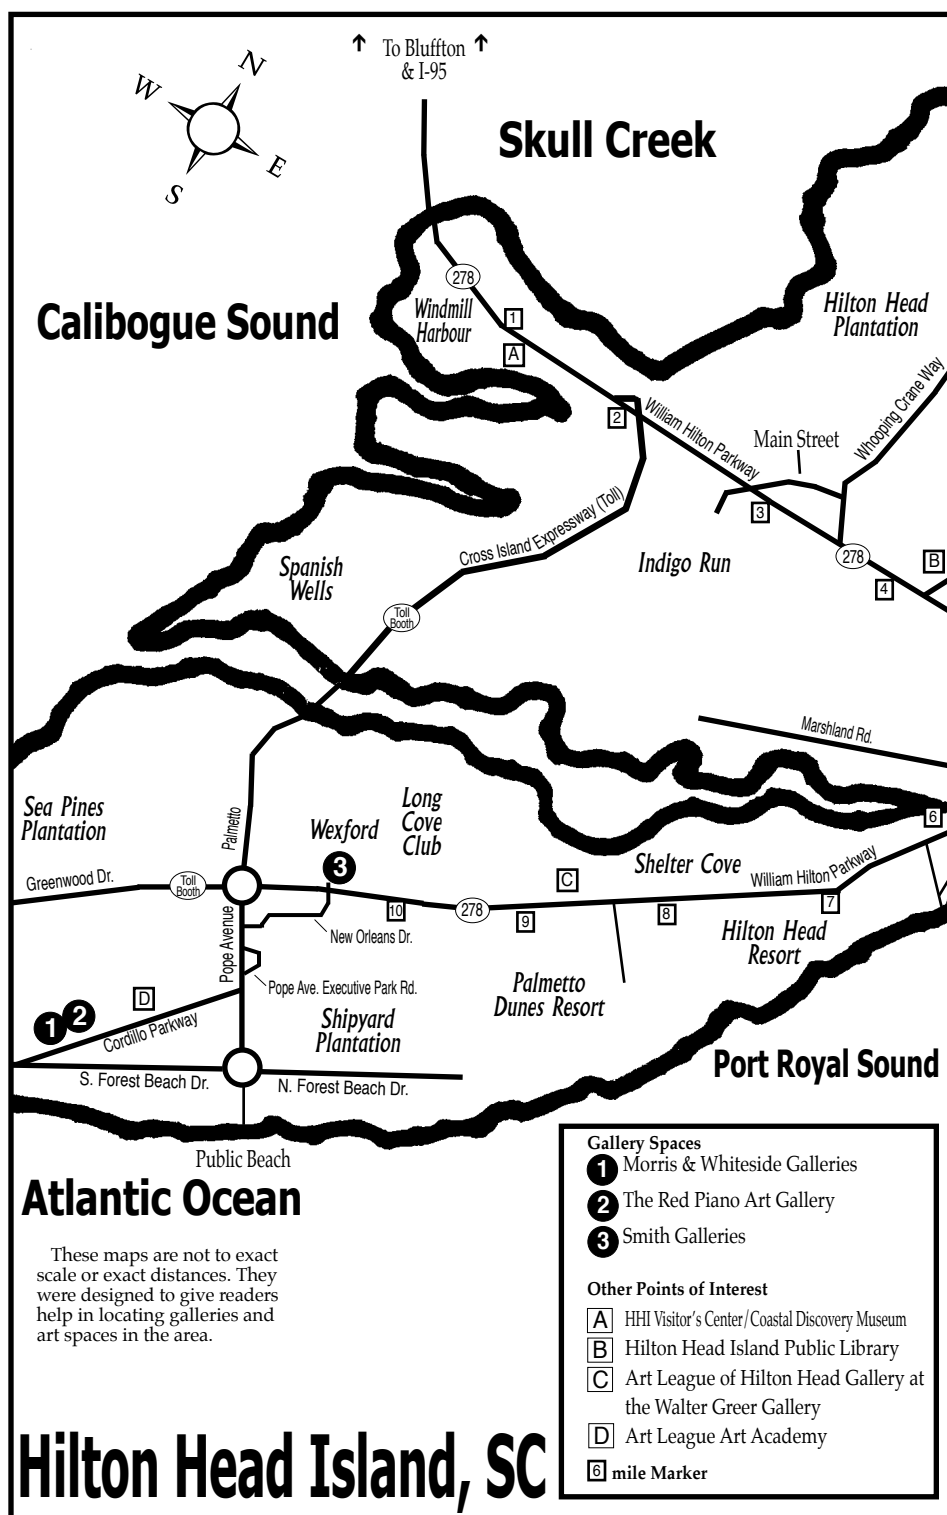 To Bluffton
& I-95
N
W
E
S
Skull Creek
278
Windmill
Harbour
Calibogue Sound
1
A
Hilton Head
Plantation
2
William Hilton Parkway
Main Street
Whooping Crane Way
3
Cross Island Expressway (Toll)
Spanish
Wells
Indigo Run
278
B
4
Toll
Booth
Marshland Rd.
Sea Pines
Plantation
Palmetto
Wexford
Long
Cove
Club
6
3
Shelter Cove
William Hilton Parkway
Greenwood Dr.
Toll
Booth
C
10
278
9
8
7
Pope Avenue
New Orleans Dr.
Hilton Head
Resort
Pope Ave. Executive Park Rd.
Palmetto
Dunes Resort
D
1
2
Cordillo Parkway
Shipyard
Plantation
Port Royal Sound
S. Forest Beach Dr.
N. Forest Beach Dr.
Public Beach
Atlantic Ocean
These maps are not to exact
scale or exact distances. They
were designed to give readers
help in locating galleries and
art spaces in the area.
Gallery Spaces
1 Morris & Whiteside Galleries
2 The Red Piano Art Gallery
3 Smith Galleries
Other Points of Interest
A HHI Visitor's Center/Coastal Discovery Museum
B Hilton Head Island Public Library
C Art League of Hilton Head Gallery at
the Walter Greer Gallery
D Art League Art Academy
6 mile Marker
Hilton Head Island, SC